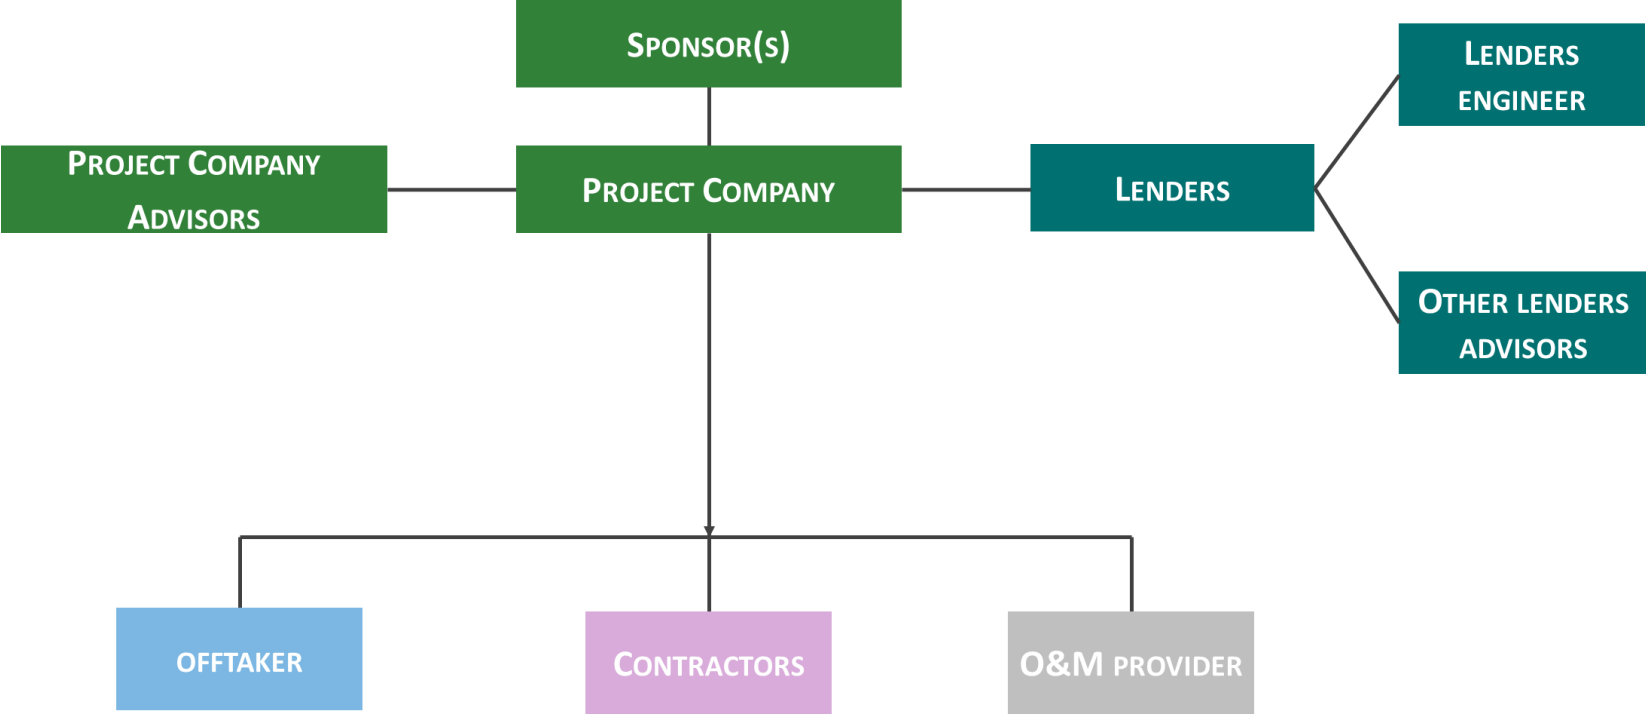 Sponsor(s)
Project Company
Advisors
Project Company
Lenders
Lenders
engineer
Other lenders
advisors
offtaker
Contractors
O&M provider